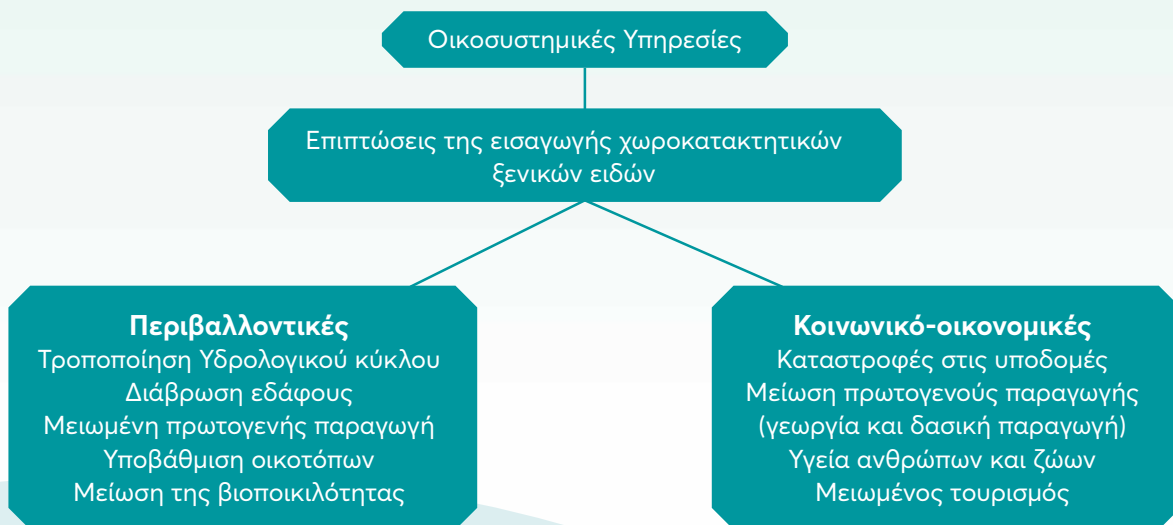 Οικοσυστημικές Υπηρεσίες
Επιπτώσεις της εισαγωγής χωροκατακτητικών
ξενικών ειδών
Περιβαλλοντικές
Τροποποίηση Υδρολογικού κύκλου
Διάβρωση εδάφους
Μειωμένη πρωτογενής παραγωγή
Υποβάθμιση οικοτόπων
Μείωση της βιοποικιλότητας
Κοινωνικό-οικονομικές
Καταστροφές στις υποδομές
Μείωση πρωτογενούς παραγωγής
(γεωργία και δασική παραγωγή)
Υγεία ανθρώπων και ζώων
Μειωμένος τουρισμός